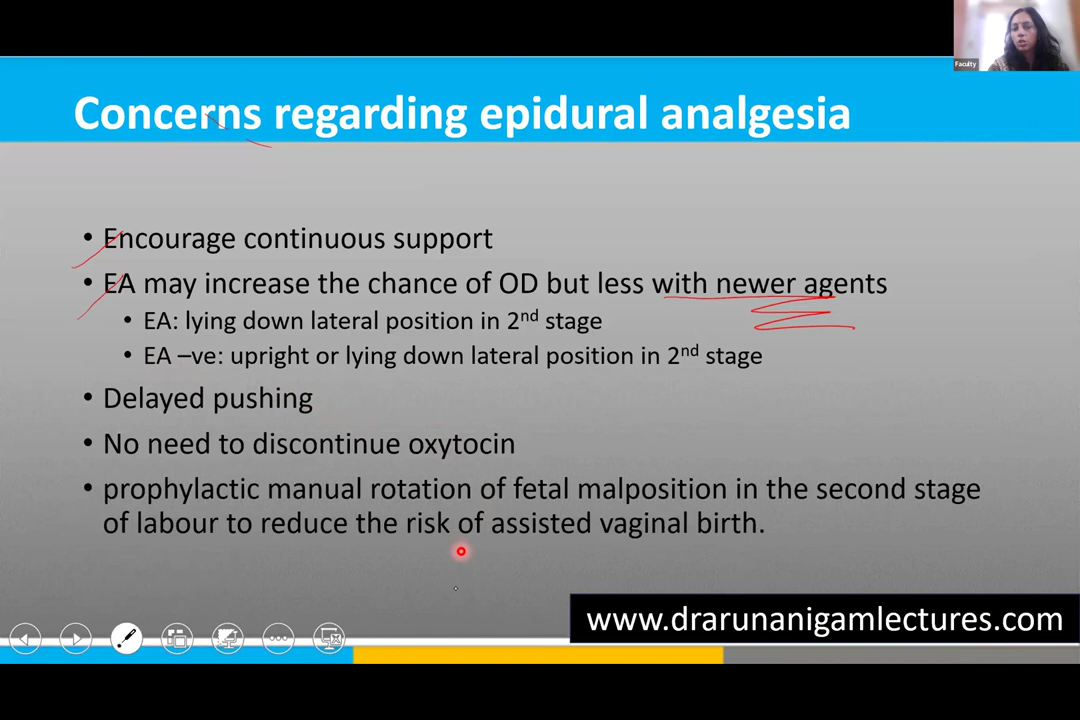 Faculty
Concerns regarding epidural analgesia
• Encourage continuous support
• EA may increase the chance of OD but less with newer agents
• EA: lying down lateral position in 2nd stage
• EA –ve: upright or lying down lateral position in 2nd stage
• Delayed pushing
• No need to discontinue oxytocin
• prophylactic manual rotation of fetal malposition in the second stage
of labour to reduce the risk of assisted vaginal birth.
www.drarunanigamlectures.com